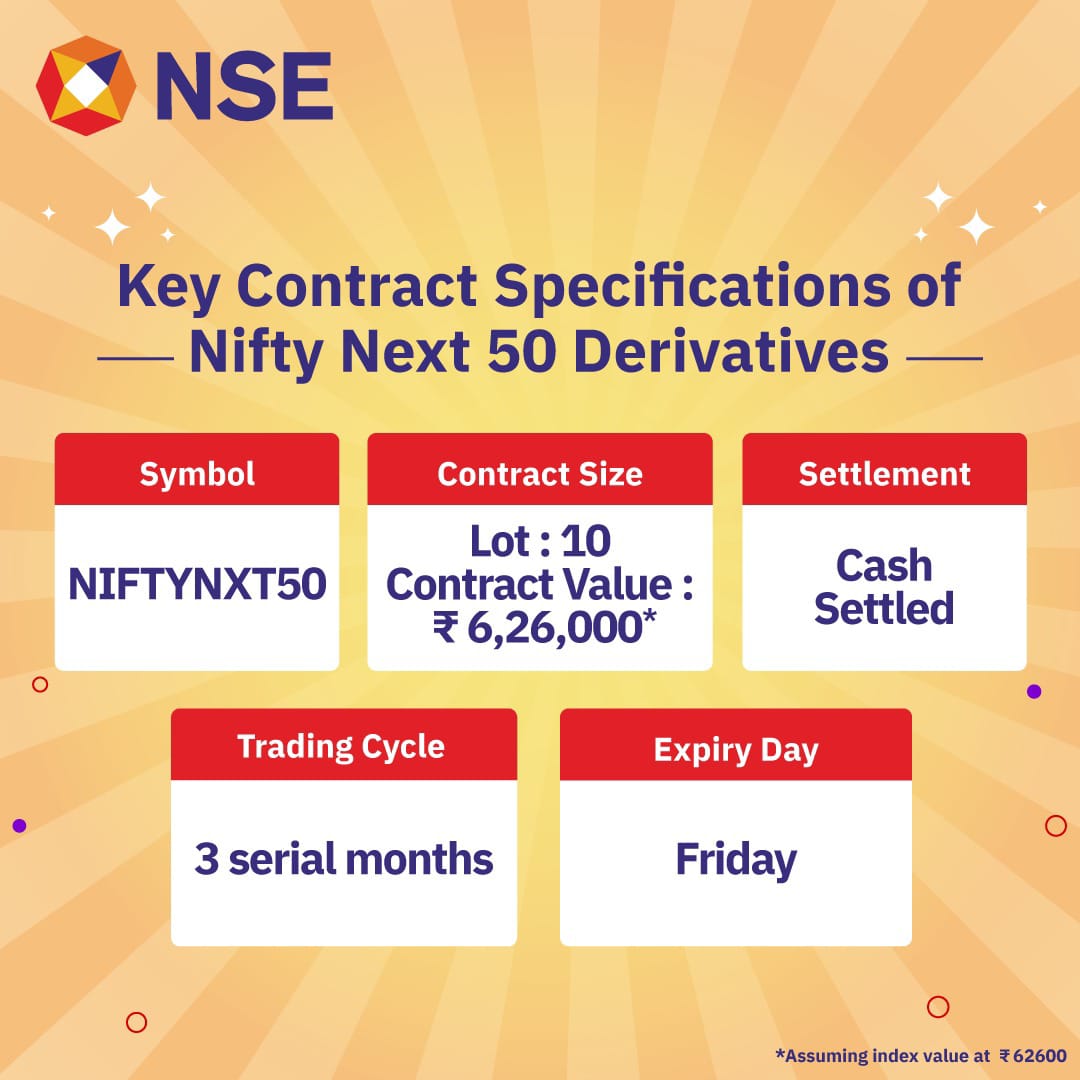 NSE
Key Contract Specifications of
Nifty Next 50 Derivatives
Symbol
NIFTYNXT50
Contract Size
Lot : 10
Contract Value :
₹ 6,26,000*
Settlement
Cash
Settled
Trading Cycle
3 serial months
Expiry Day
Friday
*Assuming index value at ₹ 62600